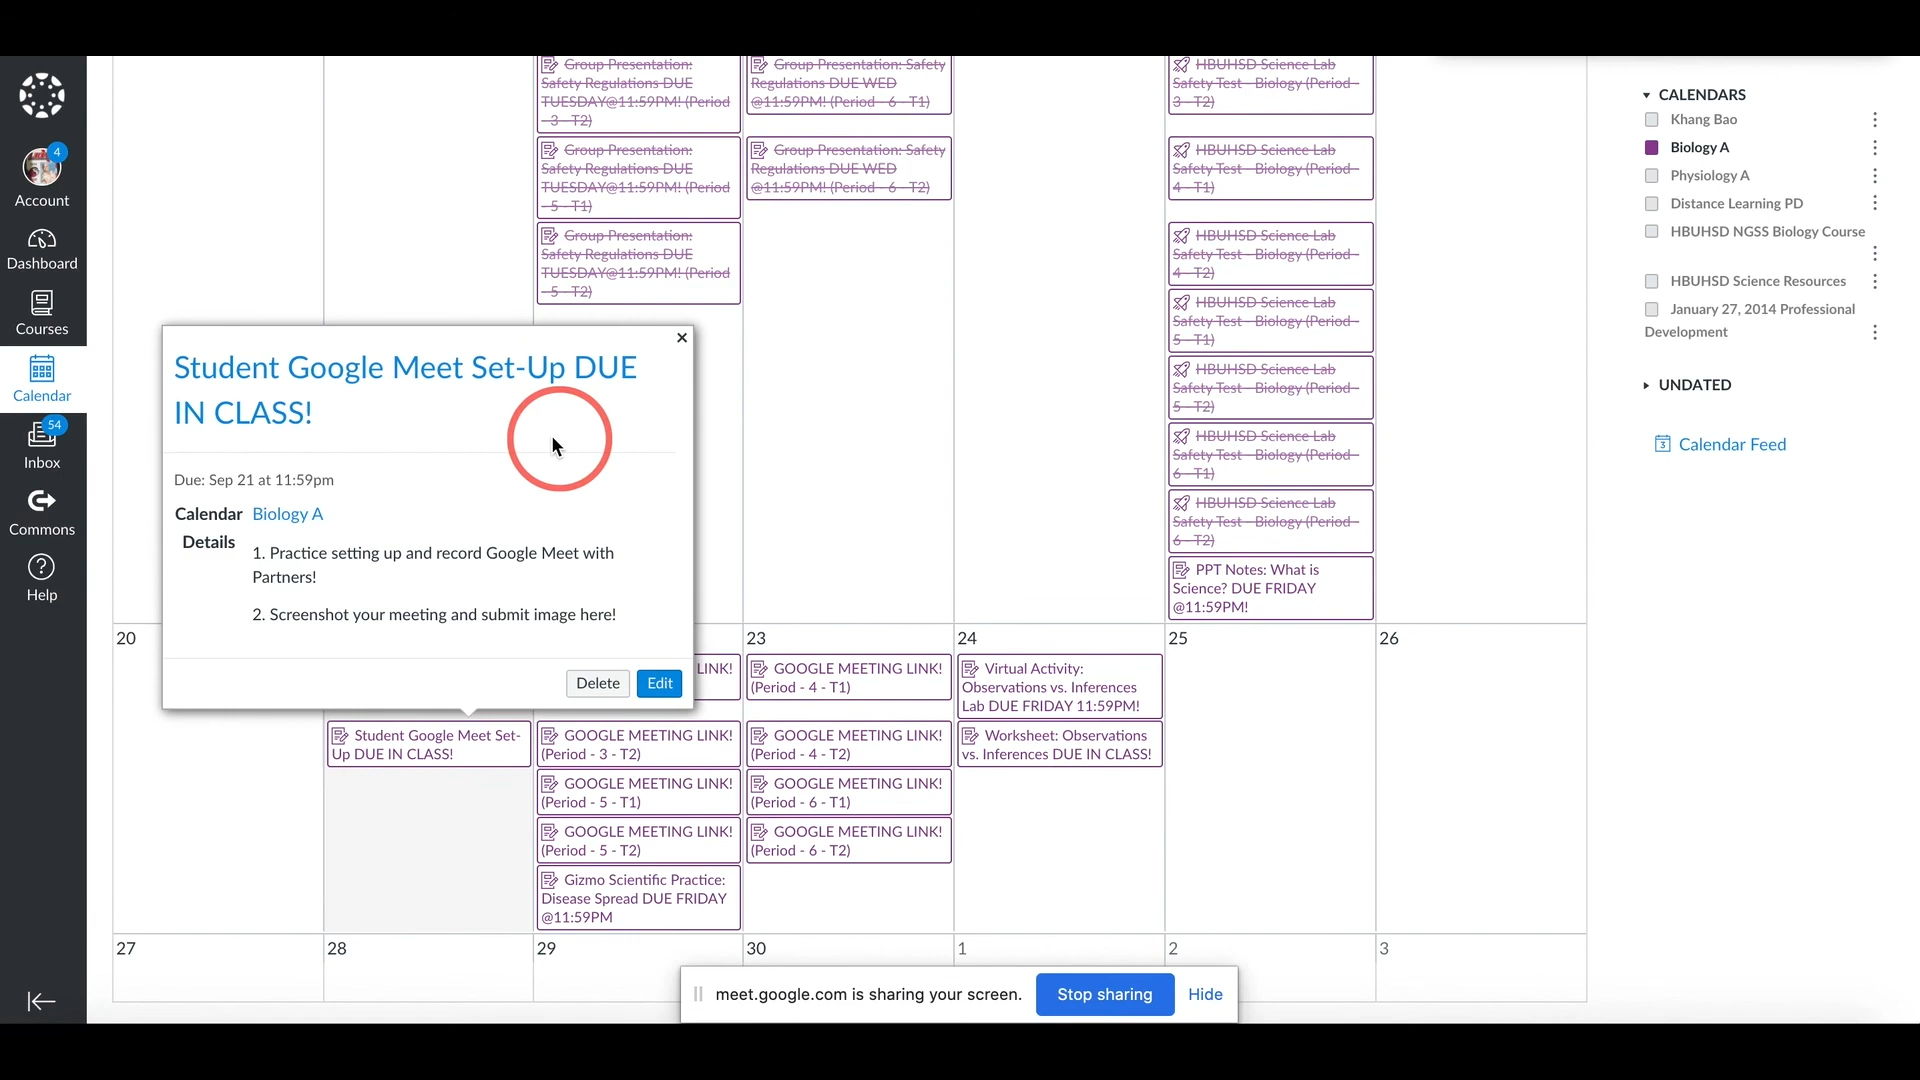 4
Account
Dashboard
Courses
Calendar
54
Inbox
Commons
Help
Group Presentation:
Safety Regulations DUE
TUESDAY@11:59PM! (Period
- 3 - T2)
Group Presentation:
Safety Regulations DUE
TUESDAY@11:59PM! (Period
- 5 - T1)
Group Presentation:
Safety Regulations DUE
TUESDAY@11:59PM! (Period
- 5 - T2)
Group Presentation: Safety
Regulations DUE WED
@11:59PM! (Period - 6 - T1)
Group Presentation: Safety
Regulations DUE WED
@11:59PM! (Period - 6 - T2)
HBUHSD Science Lab
Safety Test - Biology (Period -
3 - T2)
HBUHSD Science Lab
Safety Test - Biology (Period -
4 - T1)
HBUHSD Science Lab
Safety Test - Biology (Period -
4 - T2)
HBUHSD Science Lab
Safety Test - Biology (Period -
5 - T1)
HBUHSD Science Lab
Safety Test - Biology (Period -
5 - T2)
HBUHSD Science Lab
Safety Test - Biology (Period -
6 - T1)
HBUHSD Science Lab
Safety Test - Biology (Period -
6 - T2)
PPT Notes: What is
Science? DUE FRIDAY
@11:59PM!
Student Google Meet Set-Up DUE
IN CLASS!
Due: Sep 21 at 11:59pm
Calendar Biology A
Details
1. Practice setting up and record Google Meet with
Partners!
2. Screenshot your meeting and submit image here!
Delete Edit
20
23
24
25
26
Student Google Meet Set-
Up DUE IN CLASS!
LINK!
GOOGLE MEETING LINK!
(Period - 3 - T2)
GOOGLE MEETING LINK!
(Period - 5 - T1)
GOOGLE MEETING LINK!
(Period - 5 - T2)
Gizmo Scientific Practice:
Disease Spread DUE FRIDAY
@11:59PM
GOOGLE MEETING LINK!
(Period - 4 - T1)
GOOGLE MEETING LINK!
(Period - 4 - T2)
GOOGLE MEETING LINK!
(Period - 6 - T1)
GOOGLE MEETING LINK!
(Period - 6 - T2)
Virtual Activity:
Observations vs. Inferences
Lab DUE FRIDAY 11:59PM!
Worksheet: Observations
vs. Inferences DUE IN CLASS!
27
28
29
30
1
2
3
meet.google.com is sharing your screen. Stop sharing Hide
CALENDARS
Khang Bao
Biology A
Physiology A
Distance Learning PD
HBUHSD NGSS Biology Course
HBUHSD Science Resources
January 27, 2014 Professional
Development
UNDATED
3
Calendar Feed